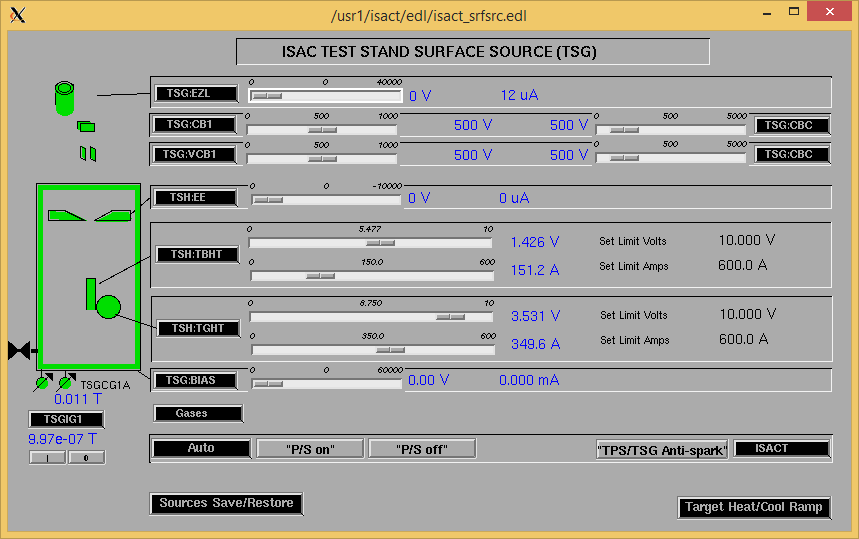 /usr1/isact/edl/isact_srfsrc.edl
ISAC TEST STAND SURFACE SOURCE (TSG)
0 0 40000
TSG:EZL 0 V 12 uA
0 500 1000 0 500 5000
TSG:CB1 500 V 500 V TSG:CBC
0 500 1000 0 500 5000
TSG:VCB1 500 V 500 V TSG:CBC
0 0 -10000
TSH:EE 0 V 0 uA
0 5.477 10
1.426 V Set Limit Volts 10.000 V
TSH:TBHT
0 150.0 600
151.2 A Set Limit Amps 600.0 A
0 8.750 10
3.531 V Set Limit Volts 10.000 V
TSH:TGHT
0 350.0 600
349.6 A Set Limit Amps 600.0 A
0 0 60000
TSG:BIAS 0.00 V 0.000 mA
TSGCG1A
0.011 T
Gases
TSGIG1
9.97e-07 T
I 0
Auto "P/S on" "P/S off" "TPS/TSG Anti-spark" ISACT
Sources Save/Restore Target Heat/Cool Ramp